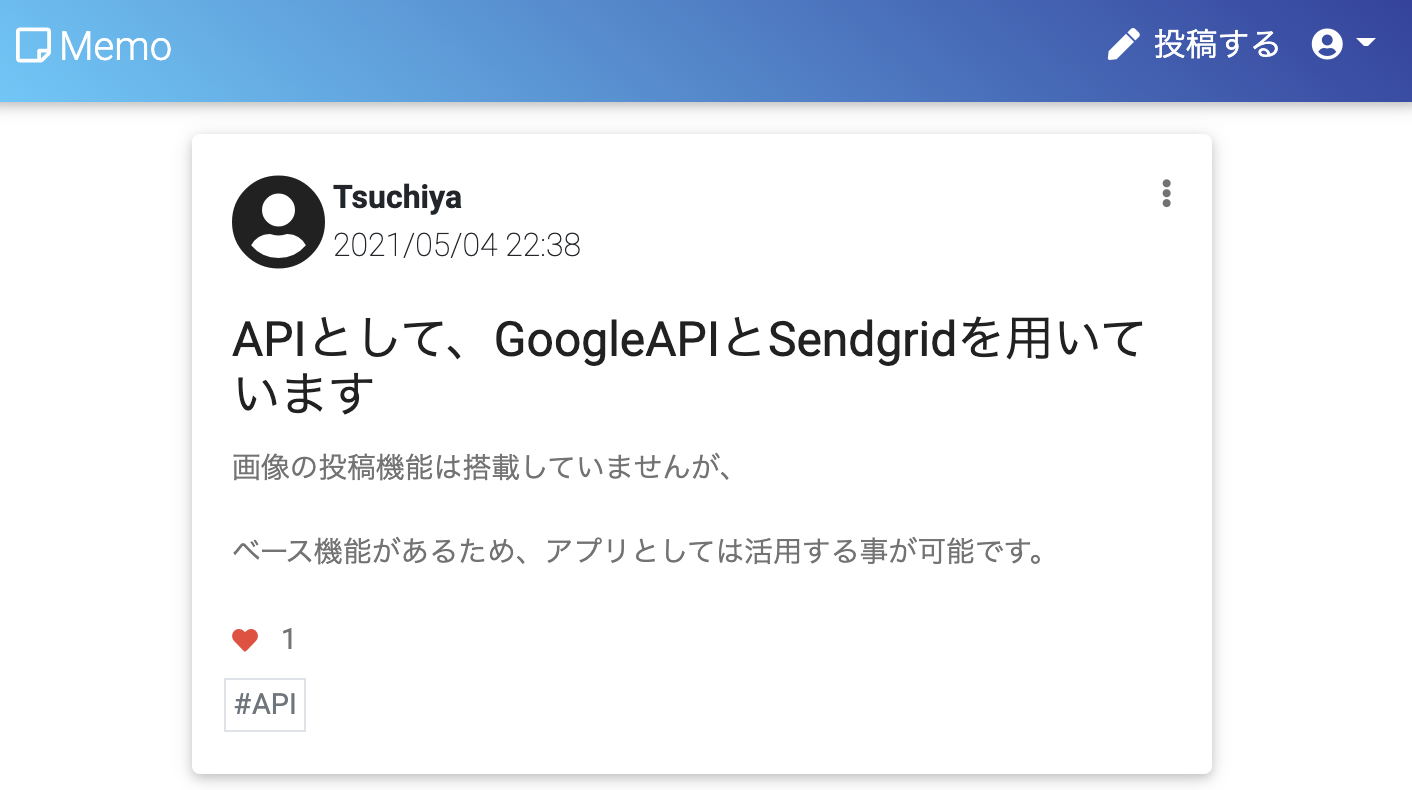 Memo
投稿する
Tsuchiya
2021/05/04 22:38
APIとして、GoogleAPIとSendgridを用いて
います
画像の投稿機能は搭載していませんが、
ベース機能があるため、アプリとしては活用する事が可能です。
1
#API